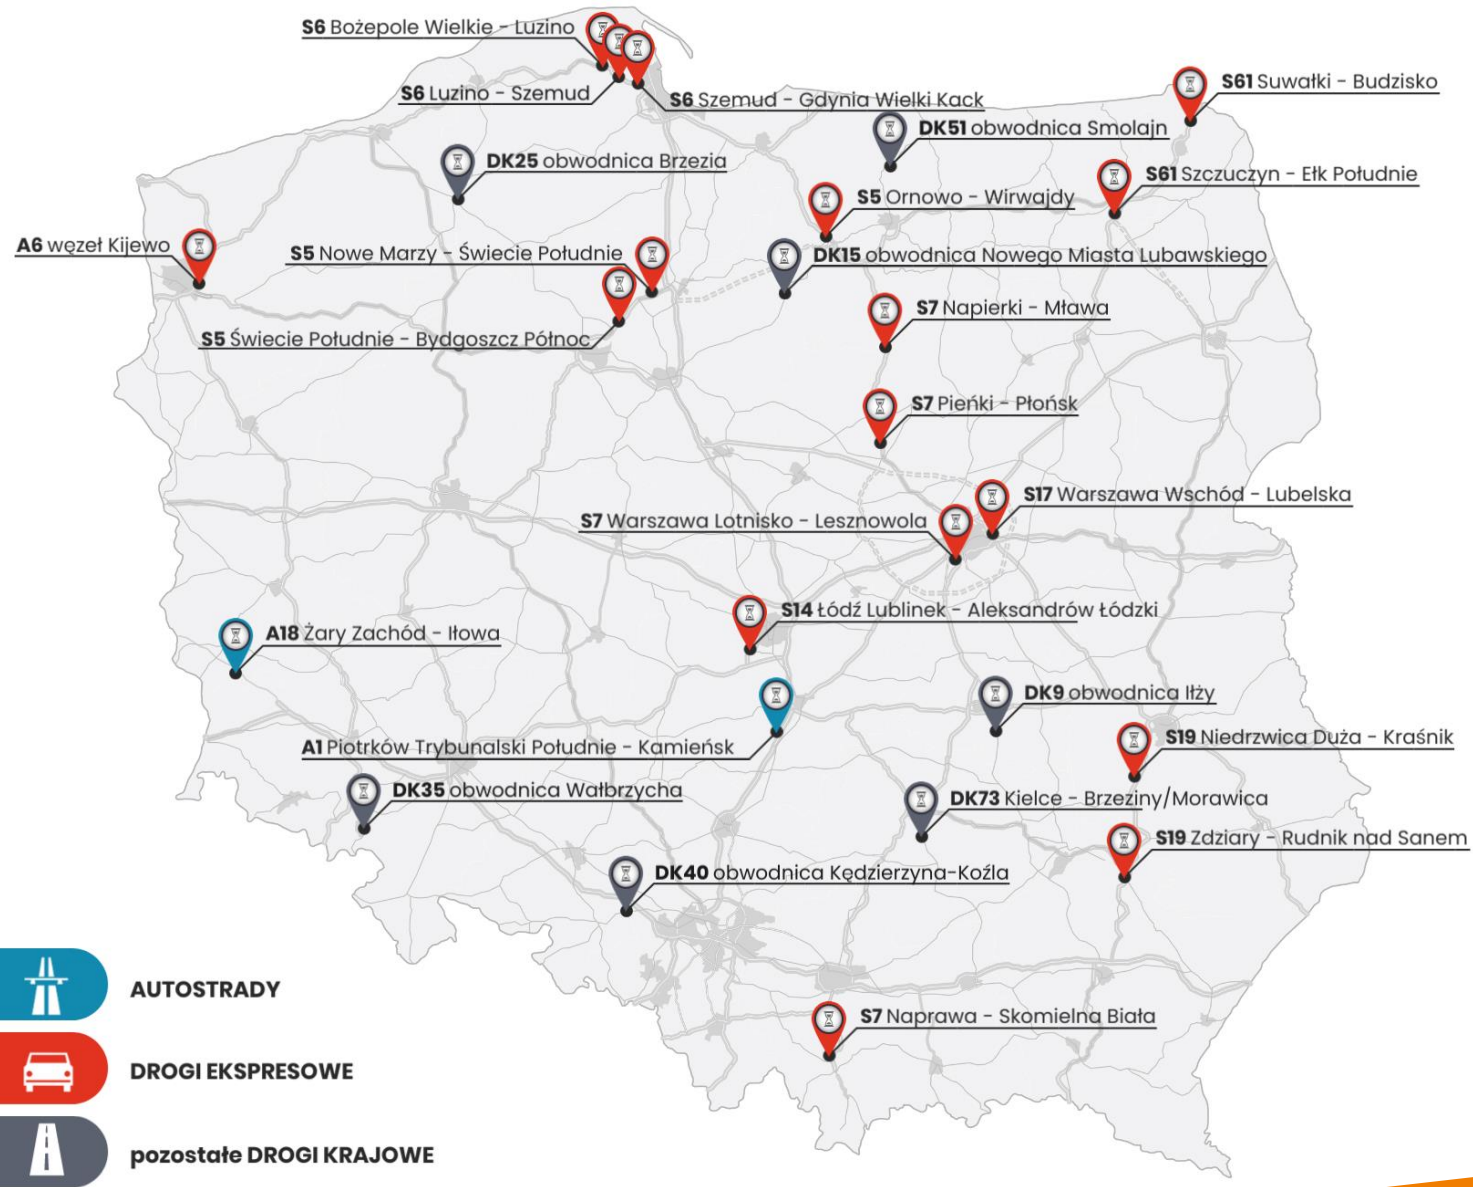 S6 Bożepole Wielkie - Luzino
S6 Luzino - Szemud
S6 Szemud - Gdynia Wielki Kack
S61 Suwałki - Budzisko
DK51 obwodnica Smolajn
DK25 obwodnica Brzezia
S61 Szczuczyn - Ełk Południe
S5 Ornowo - Wirwajdy
A6 węzeł Kijewo
S5 Nowe Marzy - Świecie Południe
DK15 obwodnica Nowego Miasta Lubawskiego
S7 Napierki - Mława
S5 Świecie Południe - Bydgoszcz Północ
S7 Pieńki - Płońsk
S17 Warszawa Wschód - Lubelska
S7 Warszawa Lotnisko - Lesznowola
S14 Łódź Lublinek - Aleksandrów Łódzki
A18 Żary Zachód - Iłowa
DK9 obwodnica Iłży
A1 Piotrków Trybunalski Południe - Kamieńsk
S19 Niedrzwica Duża - Kraśnik
DK35 obwodnica Wałbrzycha
DK73 Kielce - Brzeziny/Morawica
S19 Zdziary - Rudnik nad Sanem
DK40 obwodnica Kędzierzyna-Koźla
S7 Naprawa - Skomielna Biała
AUTOSTRADY
DROGI EKSPRESOWE
pozostałe DROGI KRAJOWE